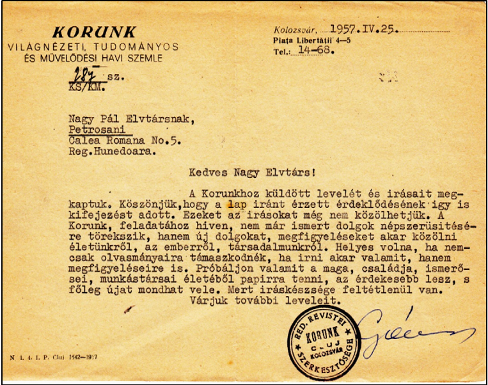 KORUNK
VILÁGNÉZETI, TUDOMÁNYOS
ÉS MŰVELŐDÉSI HAVI SZEMLE
sz.
KS/KM.
Kolozsvár, 1957.IV.25.
Piața Libertății 4—5
Tel.: 14-68.
Nagy Pál Elvtársnak,
Petrosani
Calea Romana No.5.
Reg.Hunedoara.
Kedves Nagy Elvtárs!
A Korunkhoz küldött levelét és irásait meg-
kaptuk. Köszönjük,hogy a lap iránt érzett érdeklődésének igy is
kifejezést adott. Ezeket az irásokat még nem közölhetjük. A
Korunk, feladatához hiven, nem már ismert dolgok népszerüsitésé-
re törekszik, hanem új dolgokat, megfigyeléseket akar közölni
életünkről, az emberről, társadalmunkról. Helyes volna, ha nem-
csak olvasmányaira támaszkodnék, ha irni akar valamit, hanem
megfigyeléseire is. Próbáljon valamit a maga, családja, ismerő-
sei, munkástársai életéből papirra tenni, az érdekesebb lesz, s
főleg újat mondhat vele. Mert iráskészsége feltétlenül van.
Várjuk további leveleit.
RED. REVISTEI
KORUNK
CLUJ
KOLOZSVÁR
SZERKESZTŐSÉGE